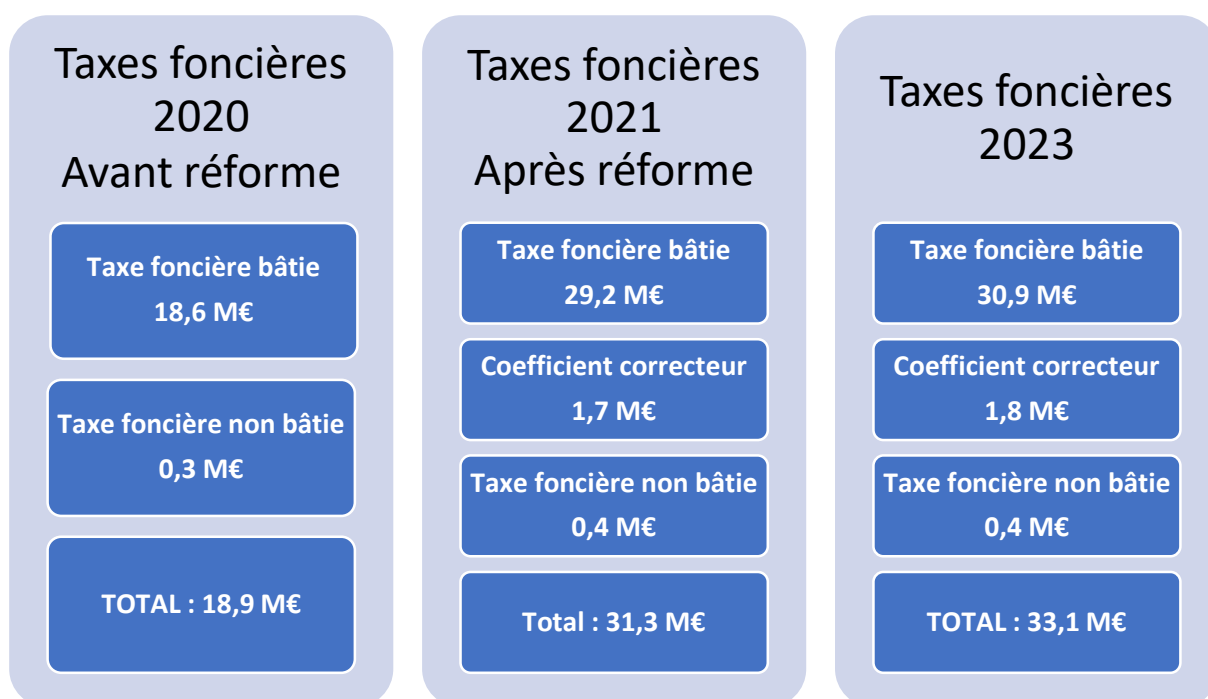 Taxes foncières
2020
Avant réforme
Taxe foncière bâtie
18,6 M€
Taxe foncière non bâtie
0,3 M€
TOTAL : 18,9 M€
Taxes foncières
2021
Après réforme
Taxe foncière bâtie
29,2 M€
Coefficient correcteur
1,7 M€
Taxe foncière non bâtie
0,4 M€
Total : 31,3 M€
Taxes foncières
2023
Taxe foncière bâtie
30,9 M€
Coefficient correcteur
1,8 M€
Taxe foncière non bâtie
0,4 M€
TOTAL : 33,1 M€